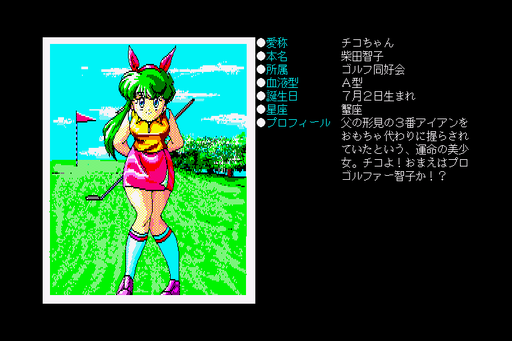 ●愛称　チコちゃん
●本名　柴田智子
●所属　ゴルフ同好会
●血液型　Ａ型
●誕生日　７月２日生まれ
●星座　蟹座
●プロフィール　父の形見の３番アイアンを
おもちゃ代わりに握らされ
ていたという、運命の美少
女。チコよ！おまえはプロ
ゴルファー智子か！？